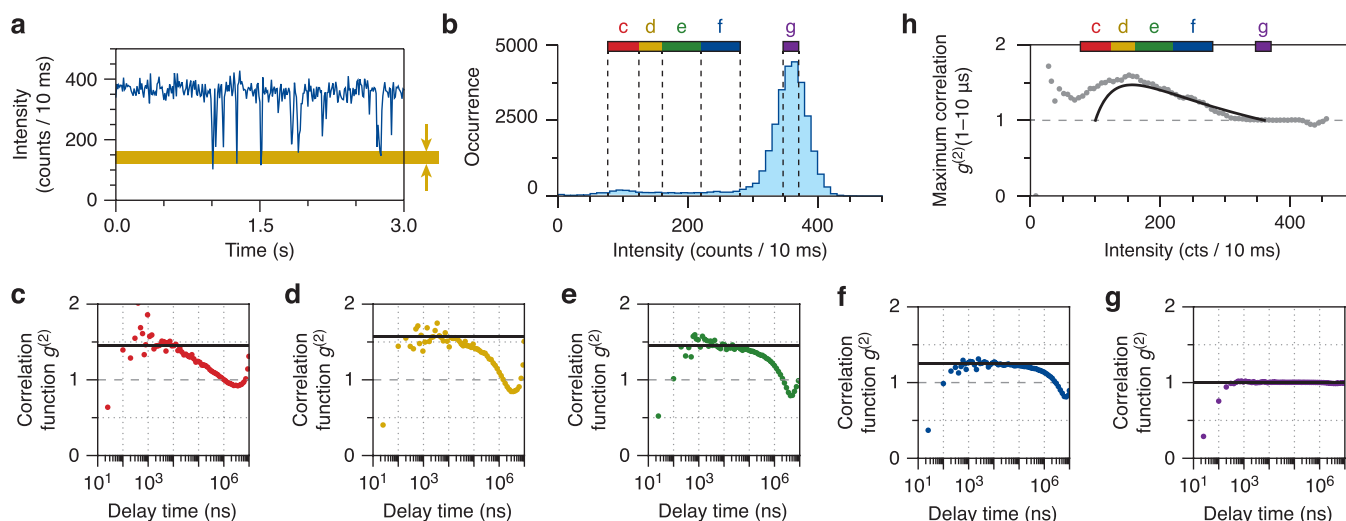 a
Intensity
(counts / 10 ms)
400
200
0
0.0
1.5
3.0
Time (s)
b
c
d
e
f
g
Occurrence
5000
2500
0
0
200
400
Intensity (counts / 10 ms)
h
c
d
e
f
g
Maximum correlation
g(2)(1–10 µs)
2
1
0
0
200
400
Intensity (cts / 10 ms)
c
Correlation
function g(2)
2
1
0
10¹
10³
10⁶
Delay time (ns)
d
Correlation
function g(2)
2
1
0
10¹
10³
10⁶
Delay time (ns)
e
Correlation
function g(2)
2
1
0
10¹
10³
10⁶
Delay time (ns)
f
Correlation
function g(2)
2
1
0
10¹
10³
10⁶
Delay time (ns)
g
Correlation
function g(2)
2
1
0
10¹
10³
10⁶
Delay time (ns)